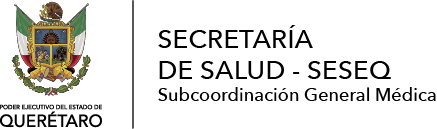 PODER EJECUTIVO DEL ESTADO DE
QUERÉTARO
SECRETARÍA
DE SALUD - SESEQ
Subcoordinación General Médica